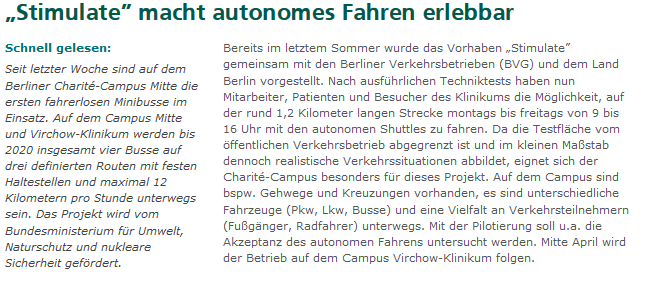 „Stimulate” macht autonomes Fahren erlebbar
Schnell gelesen:
Seit letzter Woche sind auf dem
Berliner Charité-Campus Mitte die
ersten fahrerlosen Minibusse im
Einsatz. Auf dem Campus Mitte
und Virchow-Klinikum werden bis
2020 insgesamt vier Busse auf
drei definierten Routen mit festen
Haltestellen und maximal 12
Kilometern pro Stunde unterwegs
sein. Das Projekt wird vom
Bundesministerium für Umwelt,
Naturschutz und nukleare
Sicherheit gefördert.
Bereits im letztem Sommer wurde das Vorhaben „Stimulate”
gemeinsam mit den Berliner Verkehrsbetrieben (BVG) und dem Land
Berlin vorgestellt. Nach ausführlichen Techniktests haben nun
Mitarbeiter, Patienten und Besucher des Klinikums die Möglichkeit, auf
der rund 1,2 Kilometer langen Strecke montags bis freitags von 9 bis
16 Uhr mit den autonomen Shuttles zu fahren. Da die Testfläche vom
öffentlichen Verkehrsbetrieb abgegrenzt ist und im kleinen Maßstab
dennoch realistische Verkehrssituationen abbildet, eignet sich der
Charité-Campus besonders für dieses Projekt. Auf dem Campus sind
bspw. Gehwege und Kreuzungen vorhanden, es sind unterschiedliche
Fahrzeuge (Pkw, Lkw, Busse) und eine Vielfalt an Verkehrsteilnehmern
(Fußgänger, Radfahrer) unterwegs. Mit der Pilotierung soll u.a. die
Akzeptanz des autonomen Fahrens untersucht werden. Mitte April wird
der Betrieb auf dem Campus Virchow-Klinikum folgen.